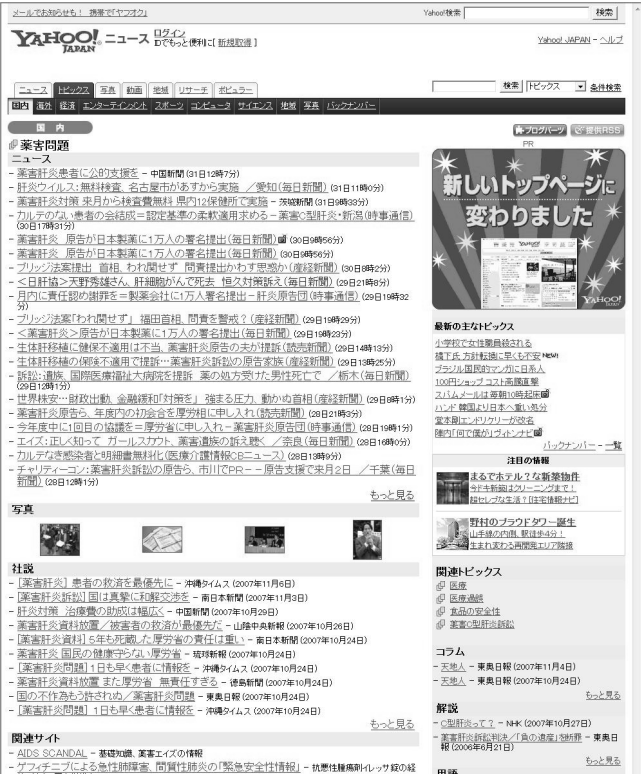 メールでお知らせも！ 携帯で「ヤフオク」
Yahoo!検索
検索
YAHOO! JAPAN ニュース
ログイン
IDでもっと便利に[ 新規取得 ]
Yahoo! JAPAN - ヘルプ
ニュース トピックス 写真 動画 地域 リサーチ ポピュラー
検索 トピックス 条件検索
国内 海外 経済 エンターテインメント スポーツ コンピュータ サイエンス 地域 写真 バックナンバー
国 内
ブログパーツ 提供RSS
薬害問題
ニュース
- 薬害肝炎患者に公的支援を - 中国新聞 (31日12時7分)
- 肝炎ウイルス：無料検査、名古屋市があすから実施 ／愛知(毎日新聞) (31日11時0分)
- 薬害肝炎対策 来月から検査費無料 県内12保健所で実施 - 茨城新聞 (31日9時33分)
- カルテのない患者の会結成＝認定基準の柔軟適用求める－薬害C型肝炎・新潟(時事通信) (30日17時31分)
- 薬害肝炎 原告が日本製薬に1万人の署名提出(毎日新聞) (30日9時56分)
- 薬害肝炎 原告が日本製薬に1万人の署名提出(毎日新聞) (30日9時56分)
- ブリッジ法案提出 首相、われ関せず 問責提出かわす思惑か(産経新聞) (30日8時2分)
- ＜日肝協＞天野秀雄さん、肝細胞がんで死去 恒久対策訴え(毎日新聞) (29日21時8分)
- 月内に責任認め謝罪を＝製薬会社に1万人署名提出－肝炎原告団(時事通信) (29日19時32分)
- ブリッジ法案「われ関せず」 福田首相、問責を警戒？(産経新聞) (29日19時29分)
- ＜薬害肝炎＞原告が日本製薬に1万人の署名提出(毎日新聞) (29日19時23分)
- 生体肝移植に健保不適用は不当、薬害肝炎原告の夫が提訴(読売新聞) (29日14時13分)
- 生体肝移植の保険不適用で提訴…薬害肝炎訴訟の原告家族(産経新聞) (29日13時25分)
- 訴訟：遺族、国際医療福祉大病院を提訴 薬の処方受けた男性死亡で ／栃木(毎日新聞) (29日12時1分)
- 世界株安…財政出動、金融緩和「対策を」 強まる圧力、動かぬ首相(産経新聞) (29日8時1分)
- 薬害肝炎原告ら、年度内の初会合を厚労相に申し入れ(読売新聞) (28日21時3分)
- 今年度中に1回目の協議を＝厚労省に申し入れ－薬害肝炎原告団(時事通信) (28日19時1分)
- エイズ：正しく知って ガールスカウト、薬害遺族の訴え聴く ／奈良(毎日新聞) (28日16時0分)
- カルテなき感染者と明細書無料化(医療介護情報CBニュース) (28日13時9分)
- チャリティーコン：薬害肝炎訴訟の原告ら、市川でPR－－原告支援で来月2日 ／千葉(毎日新聞) (28日12時1分)
もっと見る
写真
社説
- [薬害肝炎] 患者の救済を最優先に - 沖縄タイムス (2007年11月6日)
- [薬害肝炎訴訟] 国は真摯に和解交渉を - 南日本新聞 (2007年11月3日)
- 肝炎対策 治療費の助成は幅広く - 中国新聞 (2007年10月29日)
- 薬害肝炎資料放置／被害者の救済が最優先だ - 山陰中央新報 (2007年10月26日)
- [薬害肝炎資料] 5年も死蔵した厚労省の責任は重い - 南日本新聞 (2007年10月24日)
- 薬害肝炎 国民の健康守らない厚労省 - 琉球新報 (2007年10月24日)
- [薬害肝炎問題] 1日も早く患者に情報を - 沖縄タイムス (2007年10月24日)
- 薬害肝炎資料放置 また厚労省 無責任すぎる - 徳島新聞 (2007年10月24日)
- 国の不作為もう許されぬ／薬害肝炎問題 - 東奥日報 (2007年10月24日)
- [薬害肝炎問題] 1日も早く患者に情報を - 沖縄タイムス (2007年10月24日)
もっと見る
関連サイト
- AIDS SCANDAL - 基礎知識、薬害エイズの情報
- ゲフィチニブによる急性肺障害、間質性肺炎の「緊急安全性情報」 - 抗悪性腫瘍剤イレッサ錠の経
PR
新しいトップページに
変わりました
YAHOO! JAPAN
最新の主なトピックス
小学校で女性職員殺される
橋下氏 方針転換に早くも不安 NEW!
ブラジル国民的マンガに日系人
100円ショップ コスト高騰直撃
スパムメールは毎朝10時起床
ハンド 韓国より日本へ重い処分
堂本剛エンドリケリーが改名
陣内「何で僕が」ヴィトンナビ
バックナンバー - 一覧
注目の情報
まるでホテル？な新築物件
今ドキ新築はクリーニングまで！
超セレブな生活？[住宅情報ナビ]
野村のプラウドタワー誕生
山手線の内側、駅徒歩4分！
生まれ変わる再開発エリア隣接
関連トピックス
医療
医療過誤
食品の安全性
薬害C型肝炎訴訟
コラム
- 天地人 - 東奥日報 (2007年11月4日)
- 天地人 - 東奥日報 (2007年10月24日)
もっと見る
解説
- C型肝炎って？ - NHK (2007年10月27日)
- 薬害肝炎訴訟判決／「負の遺産」を断罪 - 東奥日報 (2006年6月21日)
もっと見る
用語